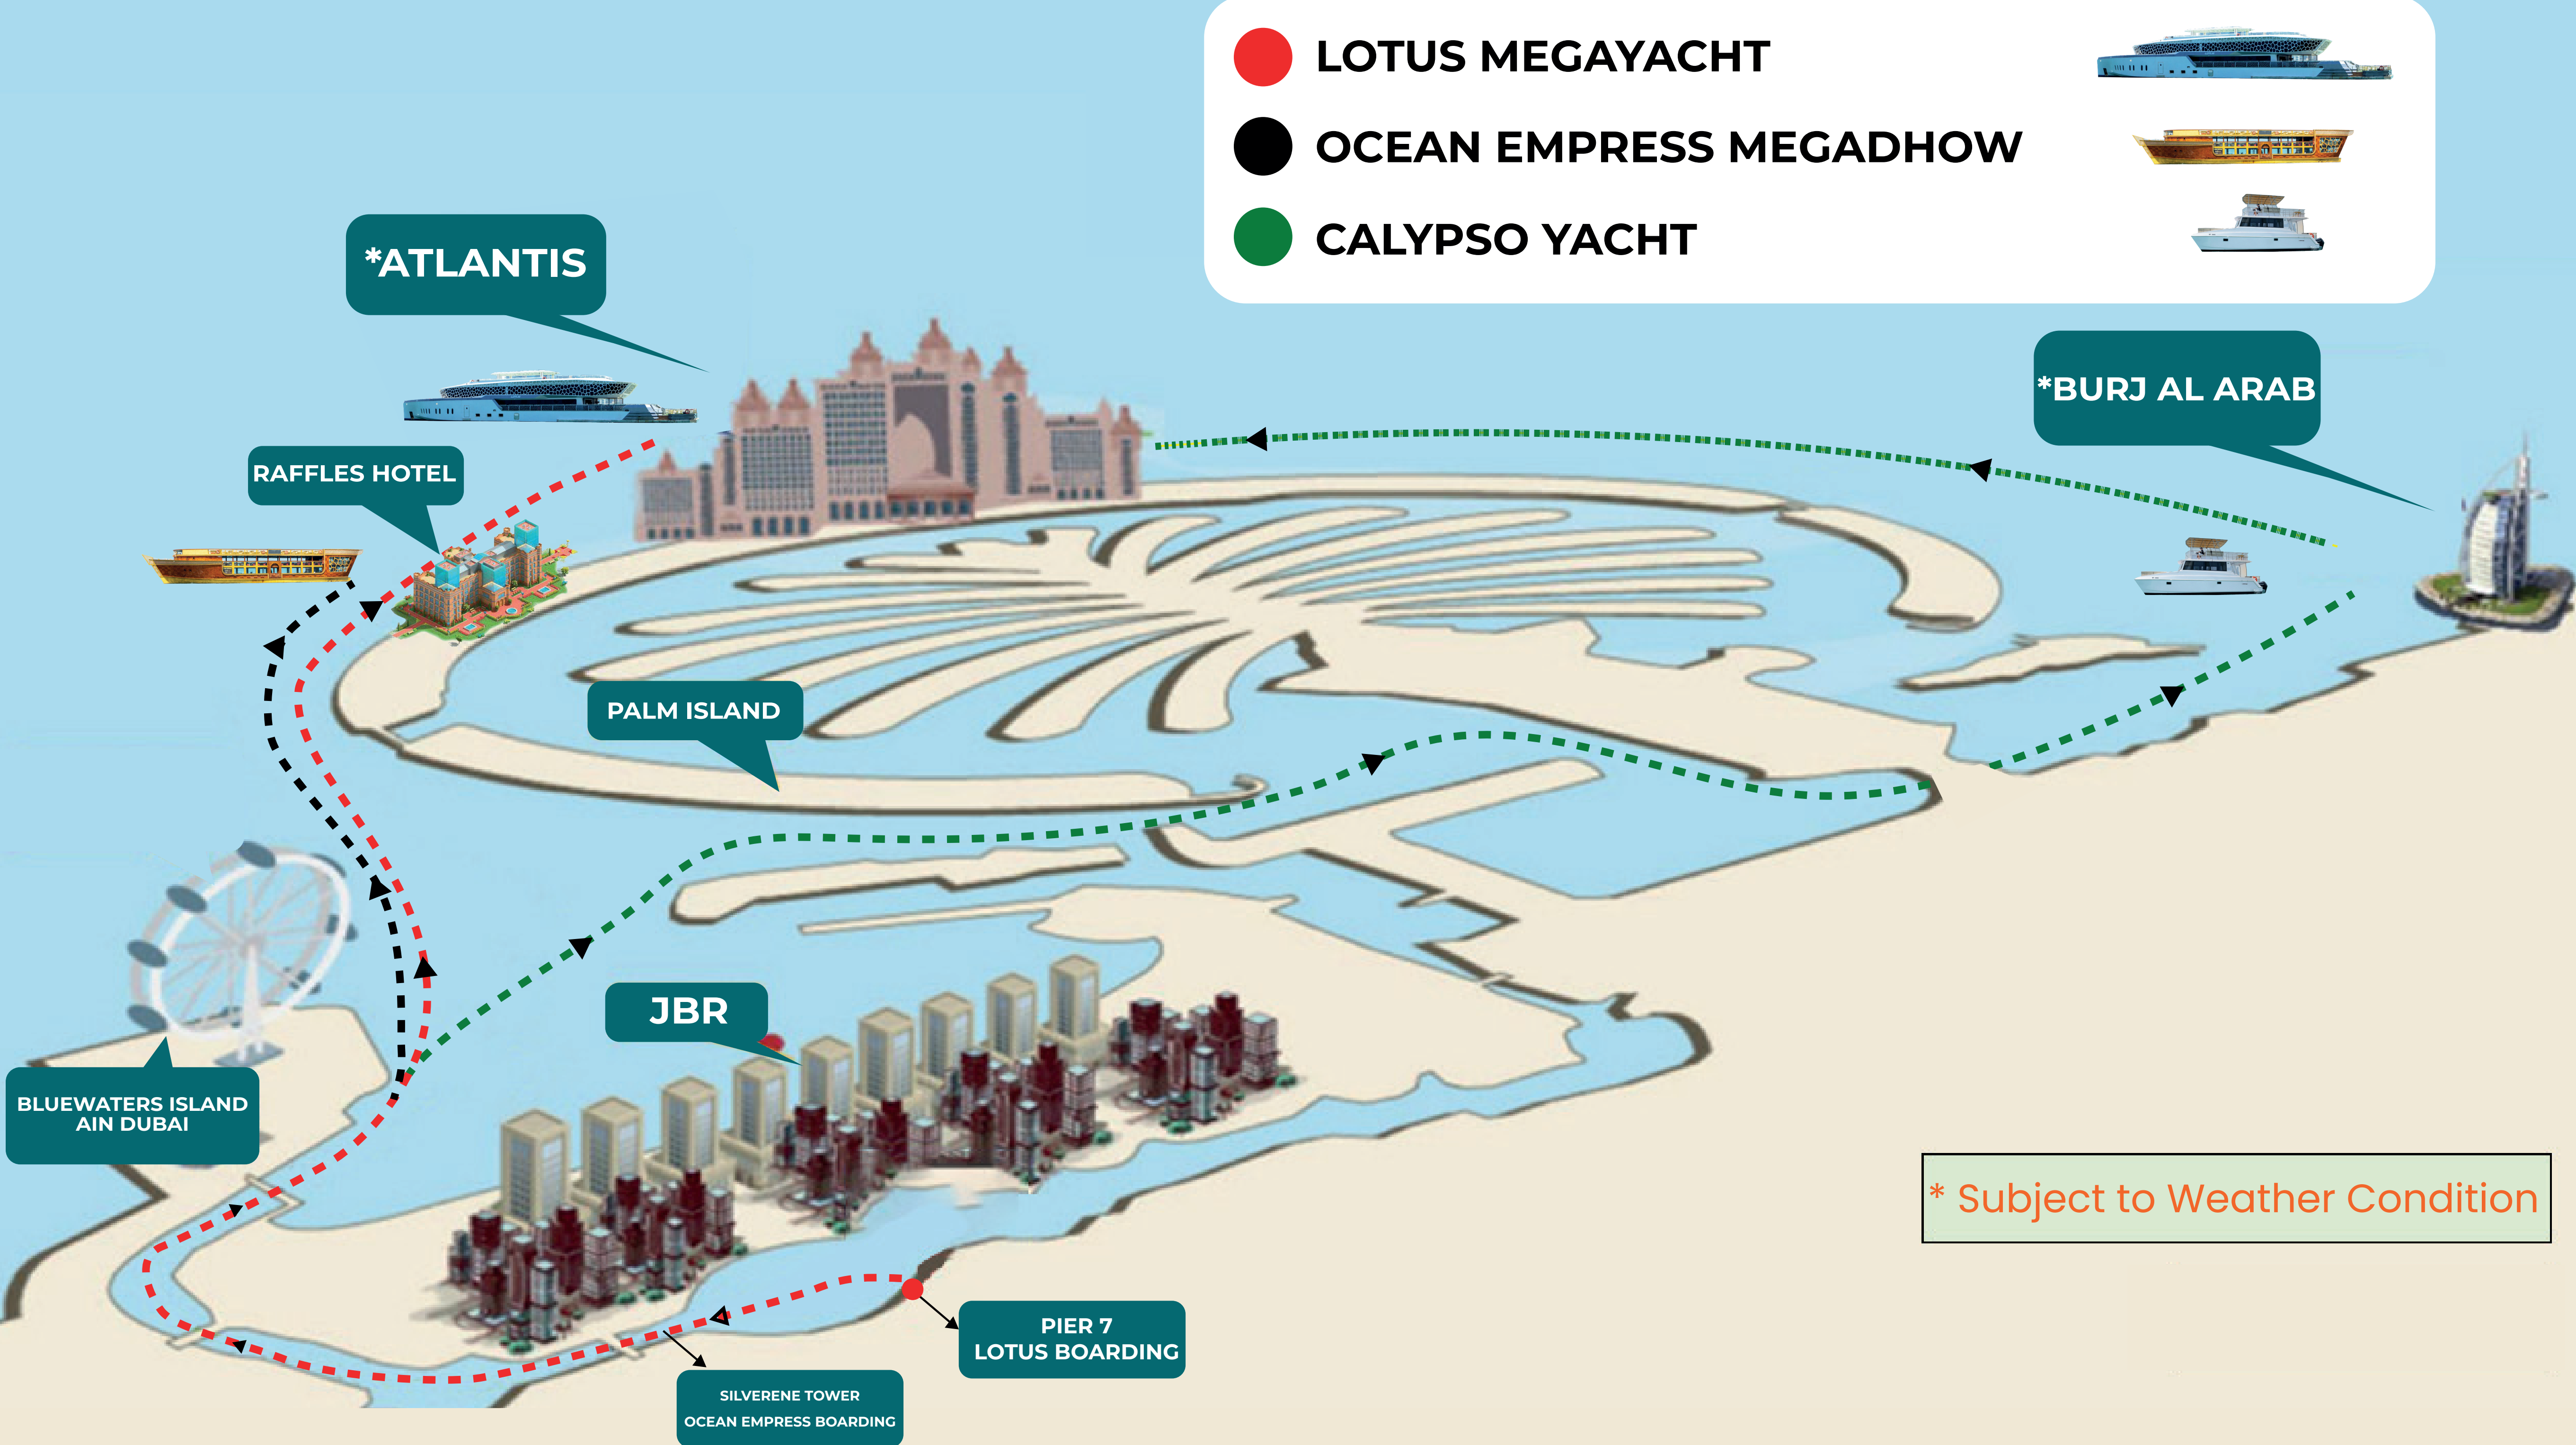 LOTUS MEGAYACHT
OCEAN EMPRESS MEGADHOW
CALYPSO YACHT
*ATLANTIS
*BURJ AL ARAB
RAFFLES HOTEL
PALM ISLAND
JBR
BLUEWATERS ISLAND
AIN DUBAI
* Subject to Weather Condition
PIER 7
LOTUS BOARDING
SILVERENE TOWER
OCEAN EMPRESS BOARDING